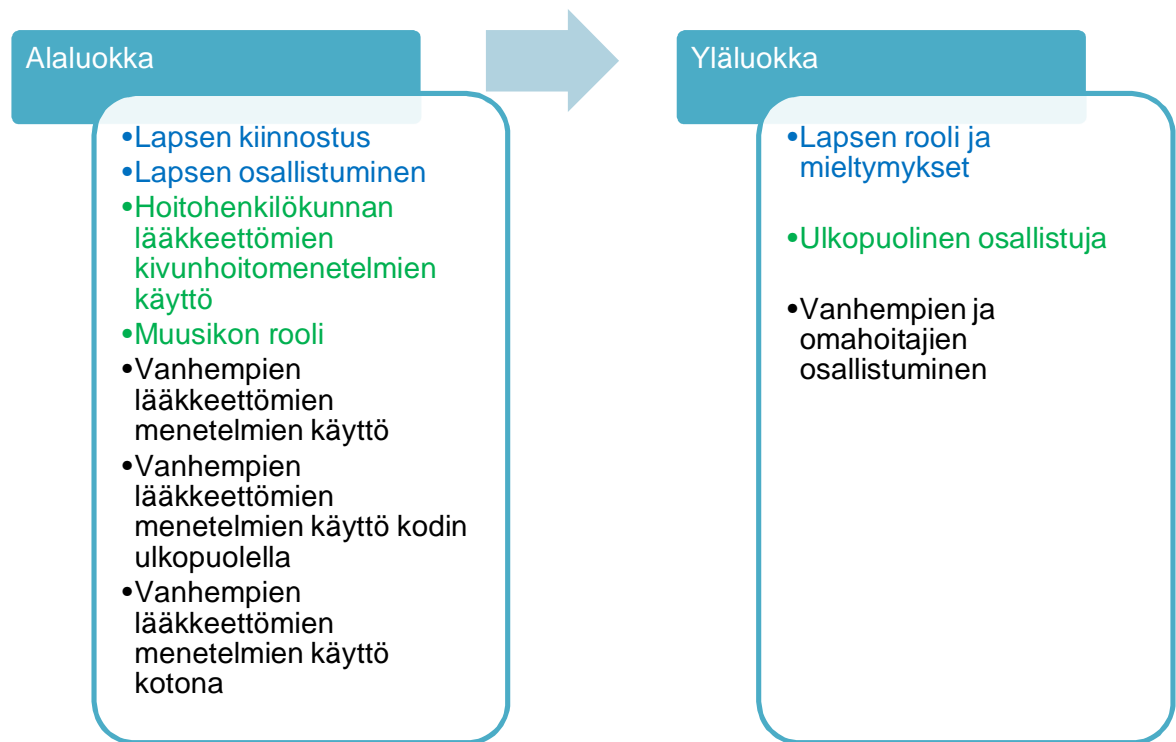 Alaluokka
•Lapsen kiinnostus
•Lapsen osallistuminen
•Hoitohenkilökunnan
lääkkeettömien
kivunhoitomenetelmien
käyttö
•Muusikon rooli
•Vanhempien
lääkkeettömien
menetelmien käyttö
•Vanhempien
lääkkeettömien
menetelmien käyttö kodin
ulkopuolella
•Vanhempien
lääkkeettömien
menetelmien käyttö
kotona
Yläluokka
•Lapsen rooli ja
mieltymykset
•Ulkopuolinen osallistuja
•Vanhempien ja
omahoitajien
osallistuminen